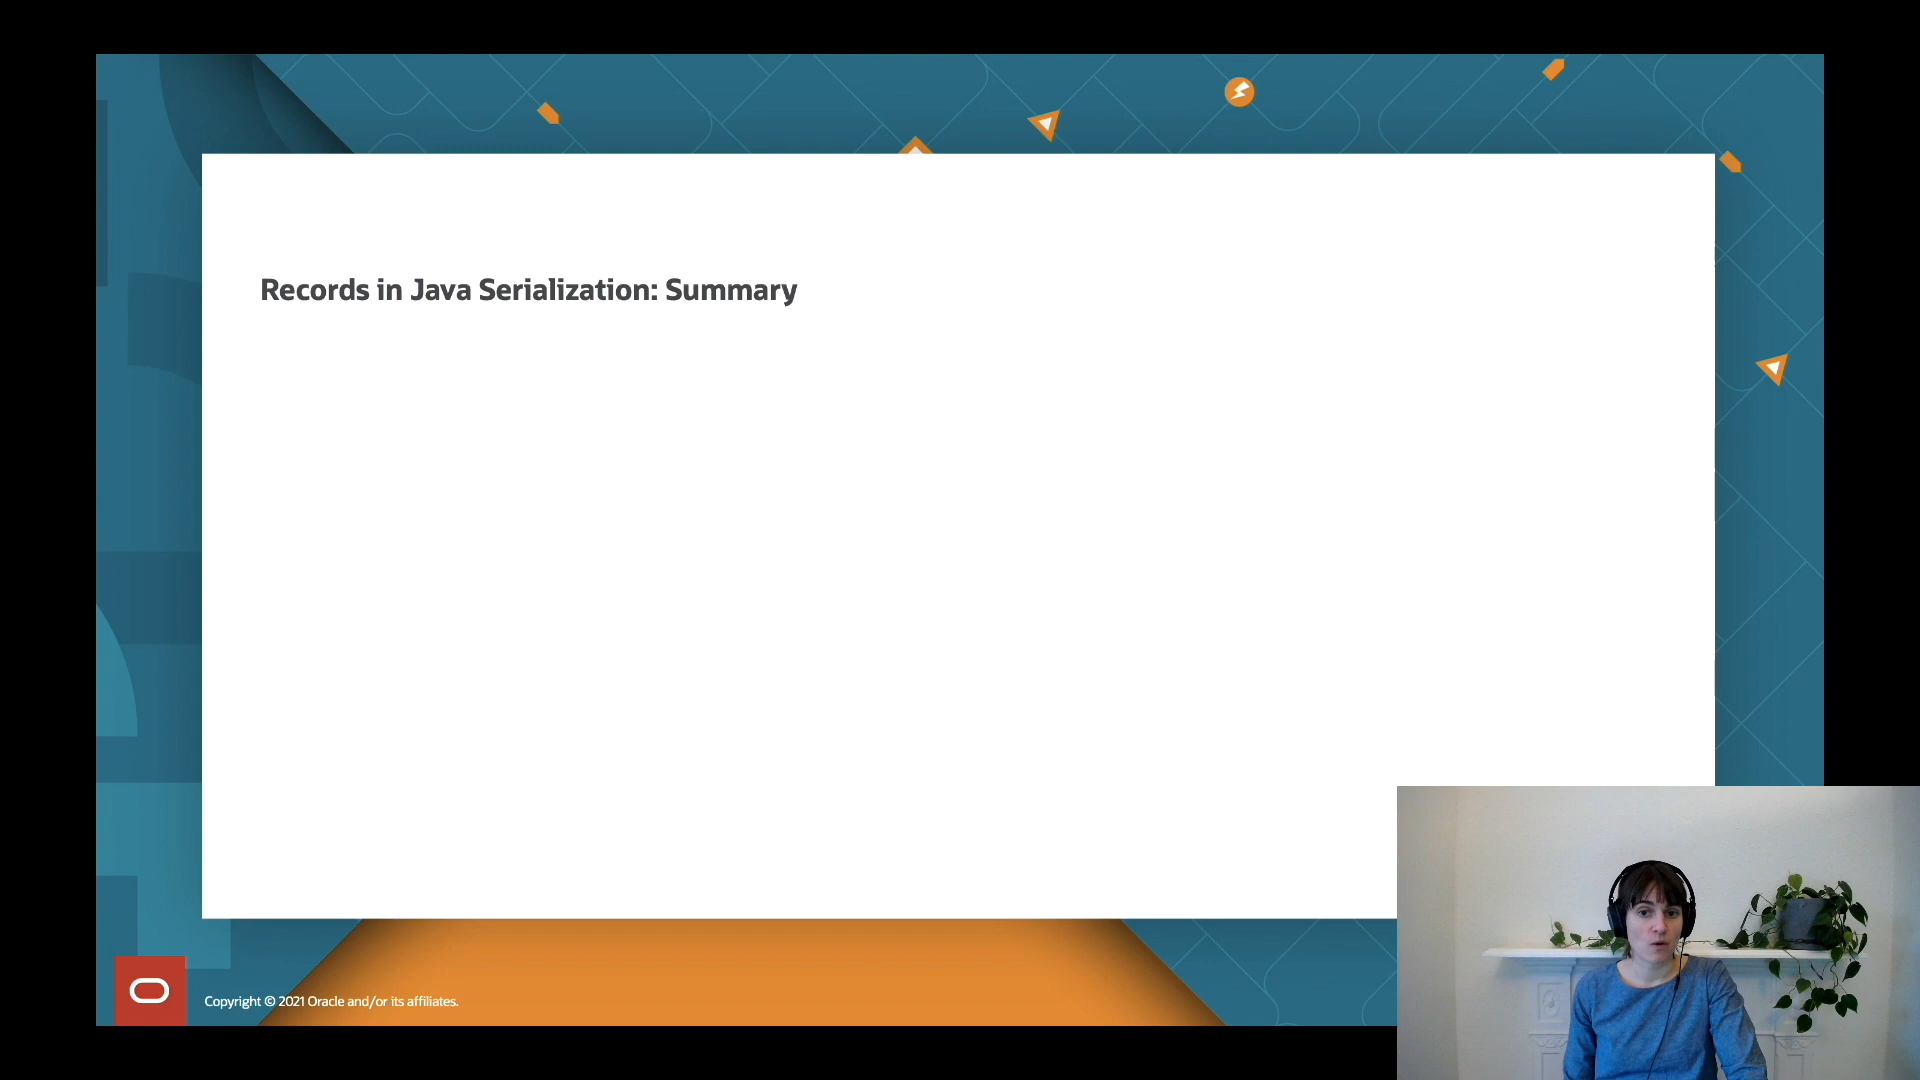 Records in Java Serialization: Summary
Copyright © 2021 Oracle and/or its affiliates.